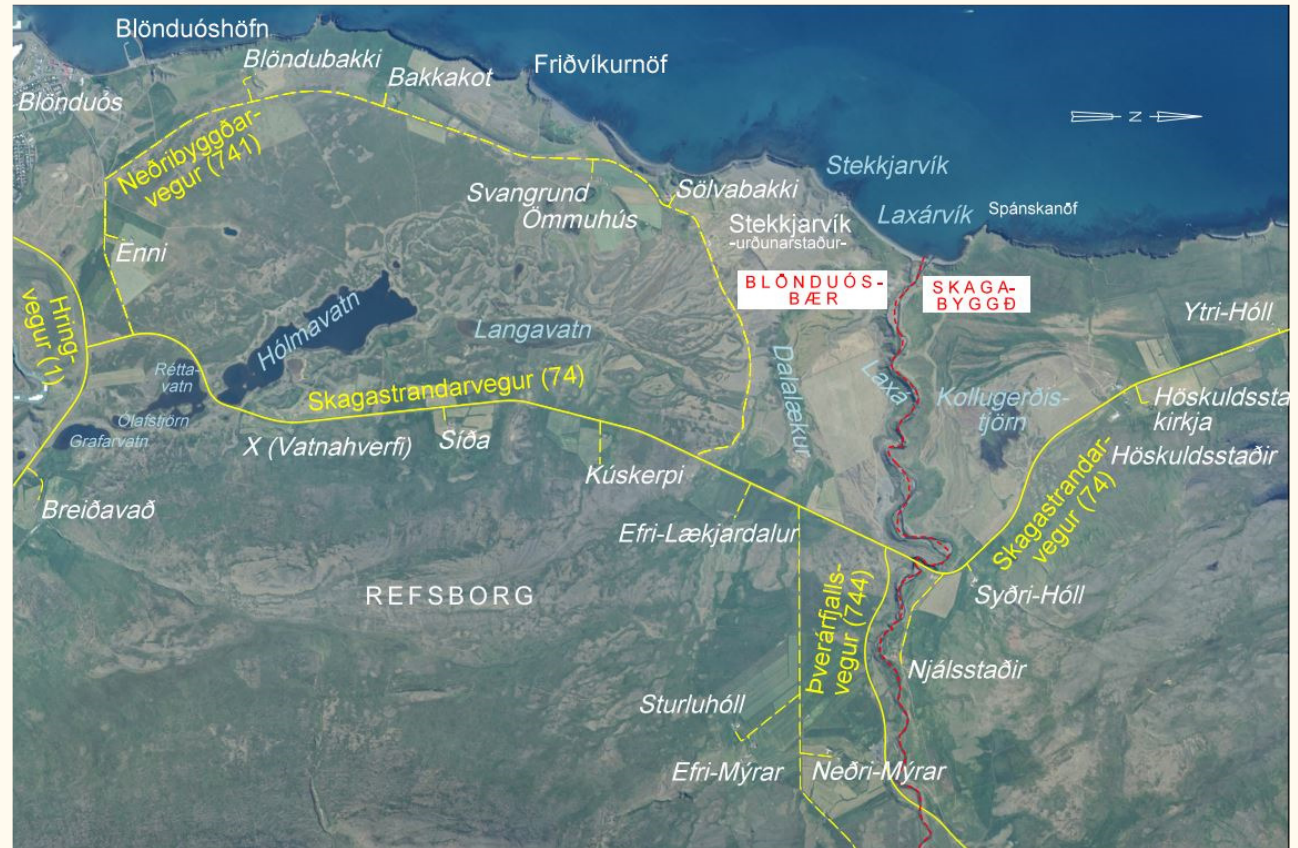 Blönduóshöfn
Blöndubakki
Bakkakot
Friðvíkurnöf
Blönduós
N
Neðribyggðar-
vegur (741)
Stekkjarvík
Svangrund
Ömmuhús
Sölvabakki
Laxárvík
Spánskanöf
Stekkjarvík
-urðunarstaður-
Enni
BLÖNDUÓS-
BÆR
SKAGA-
BYGGÐ
Hring-
vegur (1)
Hólmavatn
Langavatn
Ytri-Hóll
Rétta-
vatn
Skagastrandarvegur (74)
Dalalækur
Laxá
Kollugerðis-
tjörn
Höskuldssta
kirkja
Ólafstjörn
Grafarvatn
X (Vatnahverfi)
Síða
Höskuldsstaðir
Kúskerpi
Skagastrandar-
vegur (74)
Breiðavað
Efri-Lækjardalur
REFSBORG
Þverárfjalls-
vegur (744)
Syðri-Hóll
Njálsstaðir
Sturluhóll
Efri-Mýrar
Neðri-Mýrar